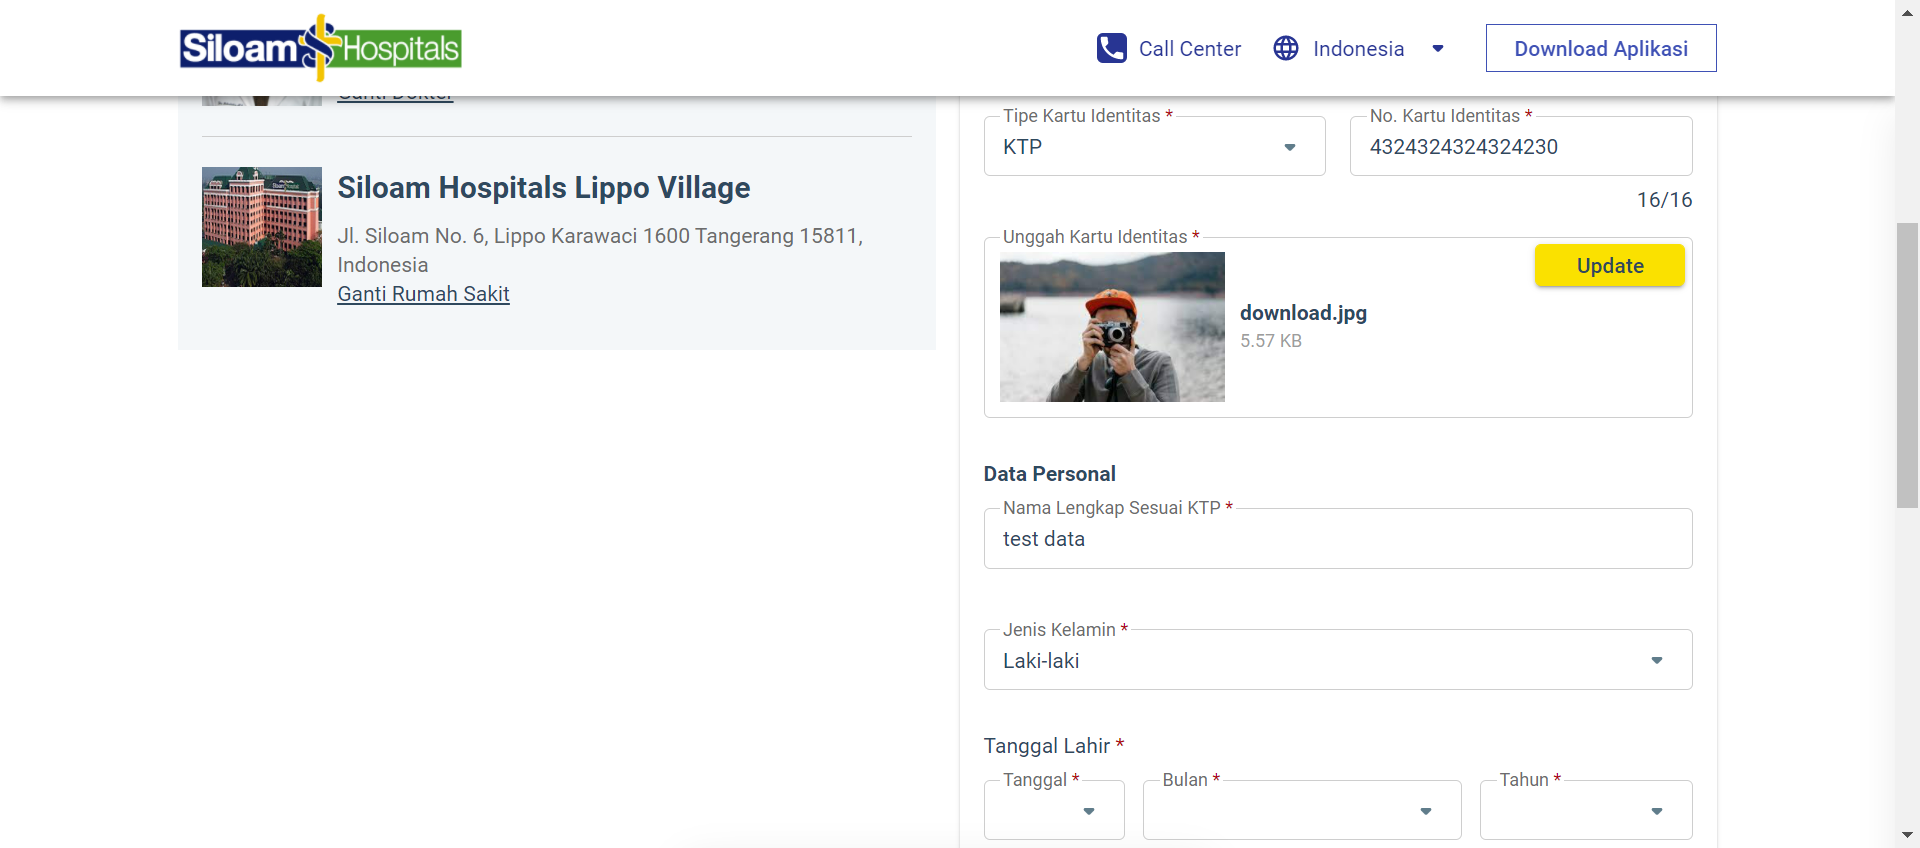 Siloam Hospitals
Call Center
Indonesia
Download Aplikasi
Ganti Dokter
Siloam Hospitals Lippo Village
Jl. Siloam No. 6, Lippo Karawaci 1600 Tangerang 15811,
Indonesia
Ganti Rumah Sakit
Tipe Kartu Identitas *
KTP
No. Kartu Identitas *
4324324324324230
16/16
Unggah Kartu Identitas *
Update
download.jpg
5.57 KB
Data Personal
Nama Lengkap Sesuai KTP *
test data
Jenis Kelamin *
Laki-laki
Tanggal Lahir *
Tanggal *
Bulan *
Tahun *